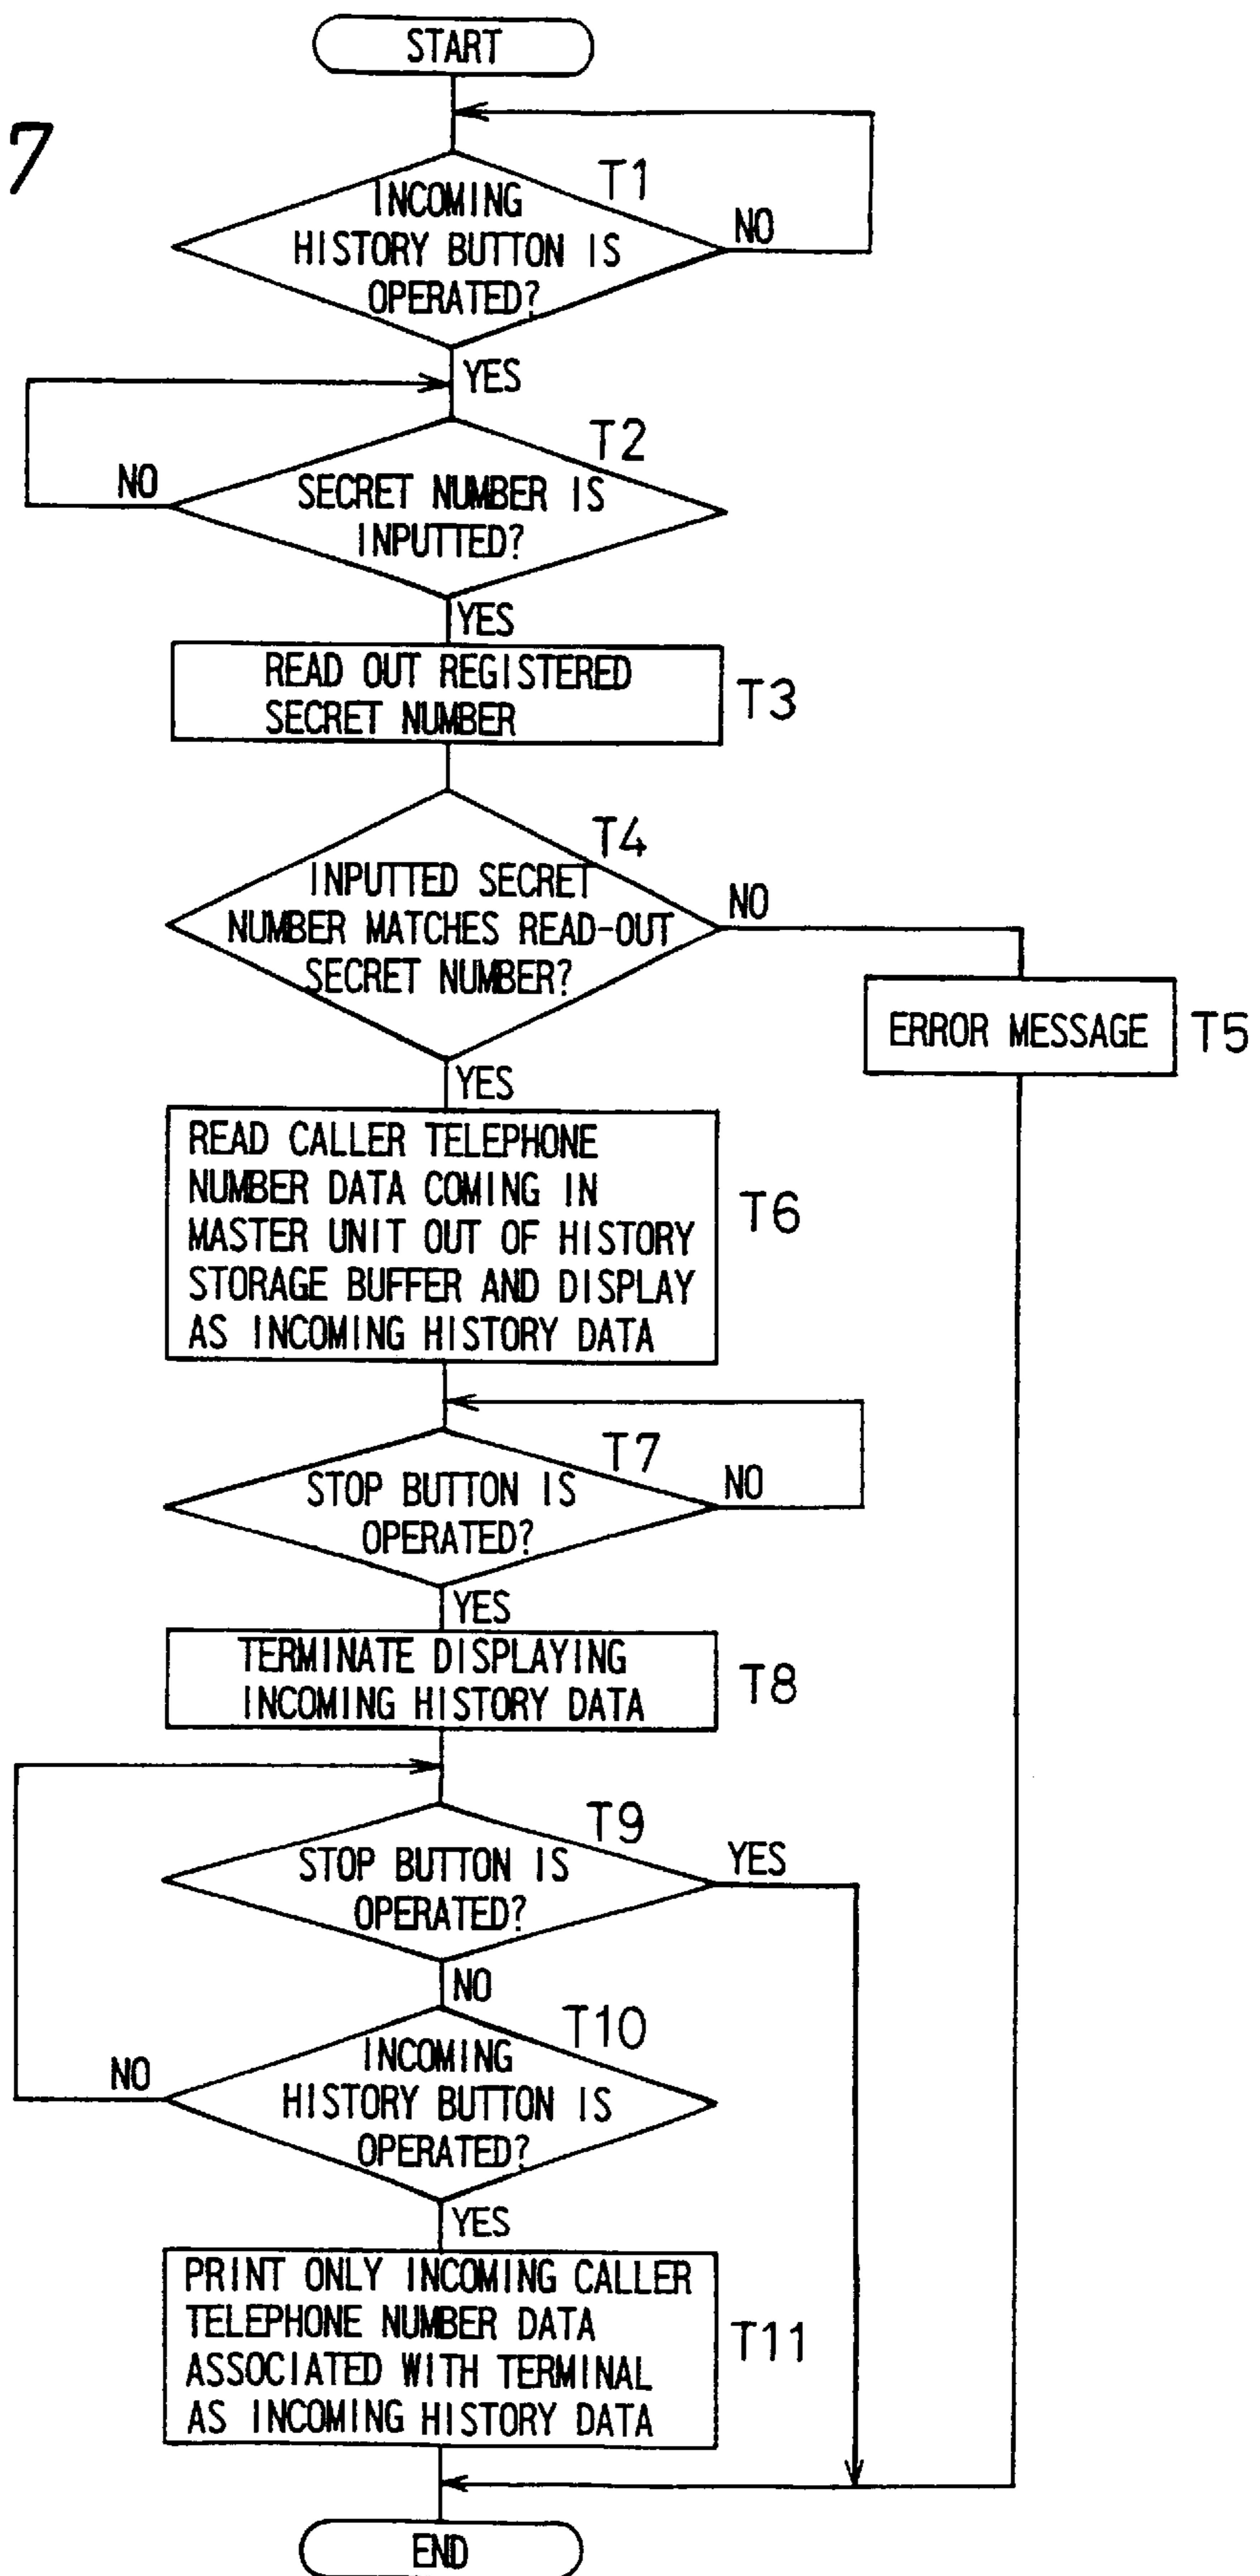 START
7
T1
INCOMING
HISTORY BUTTON IS
OPERATED?
NO
YES
T2
NO
SECRET NUMBER IS
INPUTTED?
YES
READ OUT REGISTERED
SECRET NUMBER
T3
T4
INPUTTED SECRET
NUMBER MATCHES READ-OUT
SECRET NUMBER?
NO
ERROR MESSAGE
T5
YES
READ CALLER TELEPHONE
NUMBER DATA COMING IN
MASTER UNIT OUT OF HISTORY
STORAGE BUFFER AND DISPLAY
AS INCOMING HISTORY DATA
T6
T7
STOP BUTTON IS
OPERATED?
NO
YES
TERMINATE DISPLAYING
INCOMING HISTORY DATA
T8
T9
STOP BUTTON IS
OPERATED?
YES
NO
T10
INCOMING
HISTORY BUTTON IS
OPERATED?
NO
YES
PRINT ONLY INCOMING CALLER
TELEPHONE NUMBER DATA
ASSOCIATED WITH TERMINAL
AS INCOMING HISTORY DATA
T11
END